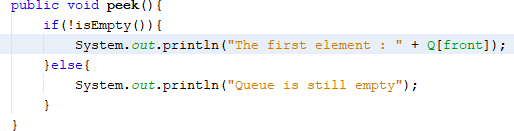 public void peek(){
if(!isEmpty()){
System.out.println("The first element : " + Q[front]);
}else{
System.out.println("Queue is still empty");
}
}